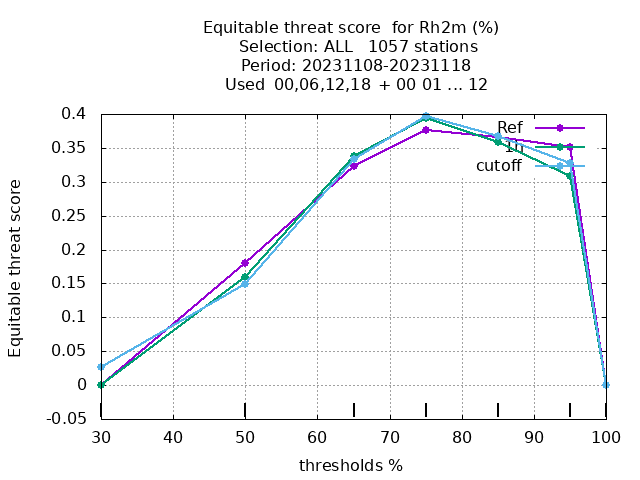 Equitable threat score  for Rh2m (%)
Selection: ALL   1057 stations
Period: 20231108-20231118
Used  00,06,12,18  + 00 01 ... 12
Equitable threat score
0.4
0.35
0.3
0.25
0.2
0.15
0.1
0.05
0
-0.05
Ref
1h
cutoff
30
40
50
60
70
80
90
100
thresholds %